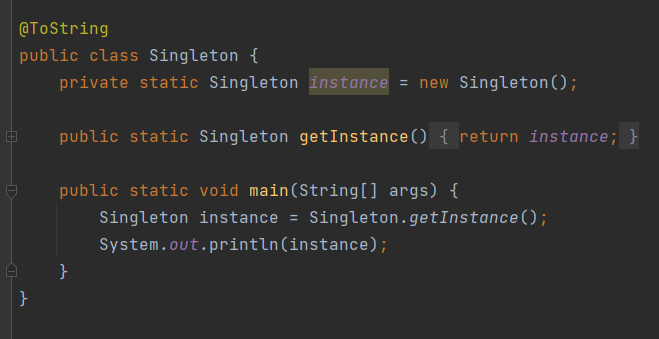 @ToString
public class Singleton {
    private static Singleton instance = new Singleton();
    public static Singleton getInstance() { return instance; }
    public static void main(String[] args) {
        Singleton instance = Singleton.getInstance();
        System.out.println(instance);
    }
}